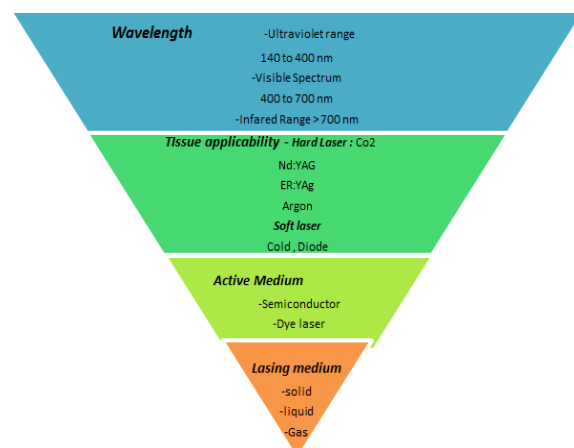 Wavelength -Ultraviolet range
140 to 400 nm
-Visible Spectrum
400 to 700 nm
-Infared Range > 700 nm
TIssue applicability - Hard Laser : Co2
Nd:YAG
ER:YAg
Argon
Soft laser
Cold , Diode
Active Medium
-Semiconductor
-Dye laser
Lasing medium
-solid
-liquid
-Gas